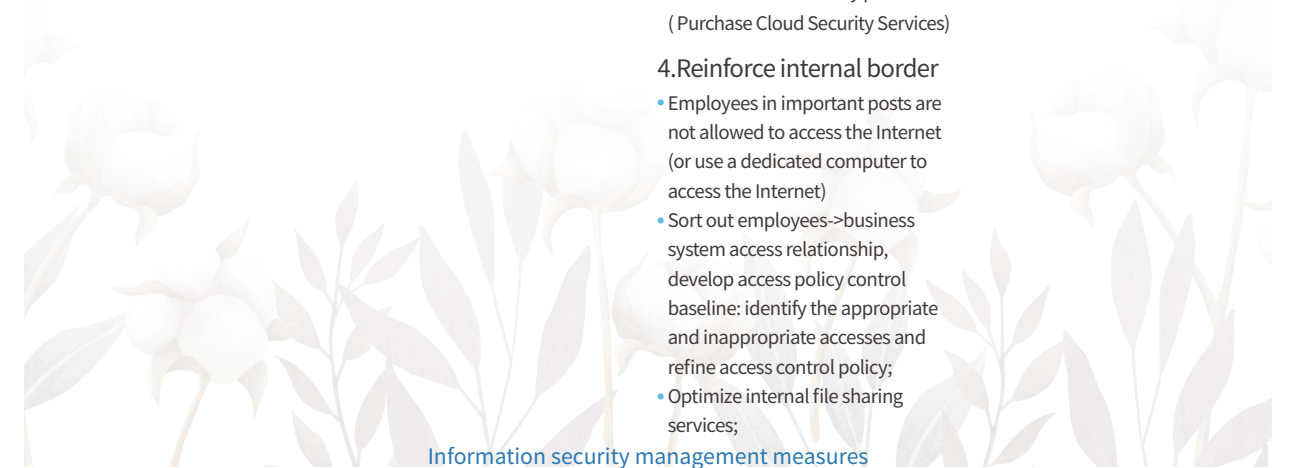 ( Purchase Cloud Security Services)
4.Reinforce internal border
• Employees in important posts are
not allowed to access the Internet
(or use a dedicated computer to
access the Internet)
• Sort out employees->business
system access relationship,
develop access policy control
baseline: identify the appropriate
and inappropriate accesses and
refine access control policy;
• Optimize internal file sharing
services;
Information security management measures